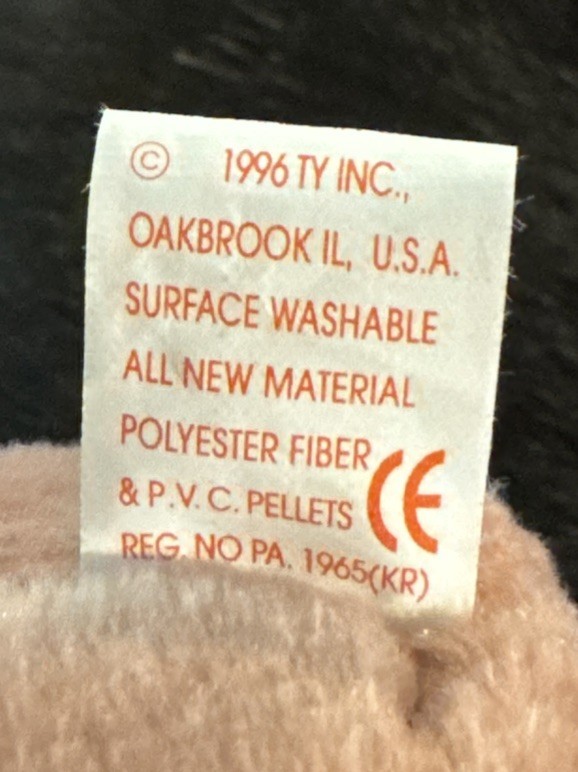 © 1996 TY INC.,
OAKBROOK IL, U.S.A.
SURFACE WASHABLE
ALL NEW MATERIAL
POLYESTER FIBER
& P.V.C. PELLETS CE
REG. NO PA. 1965(KR)